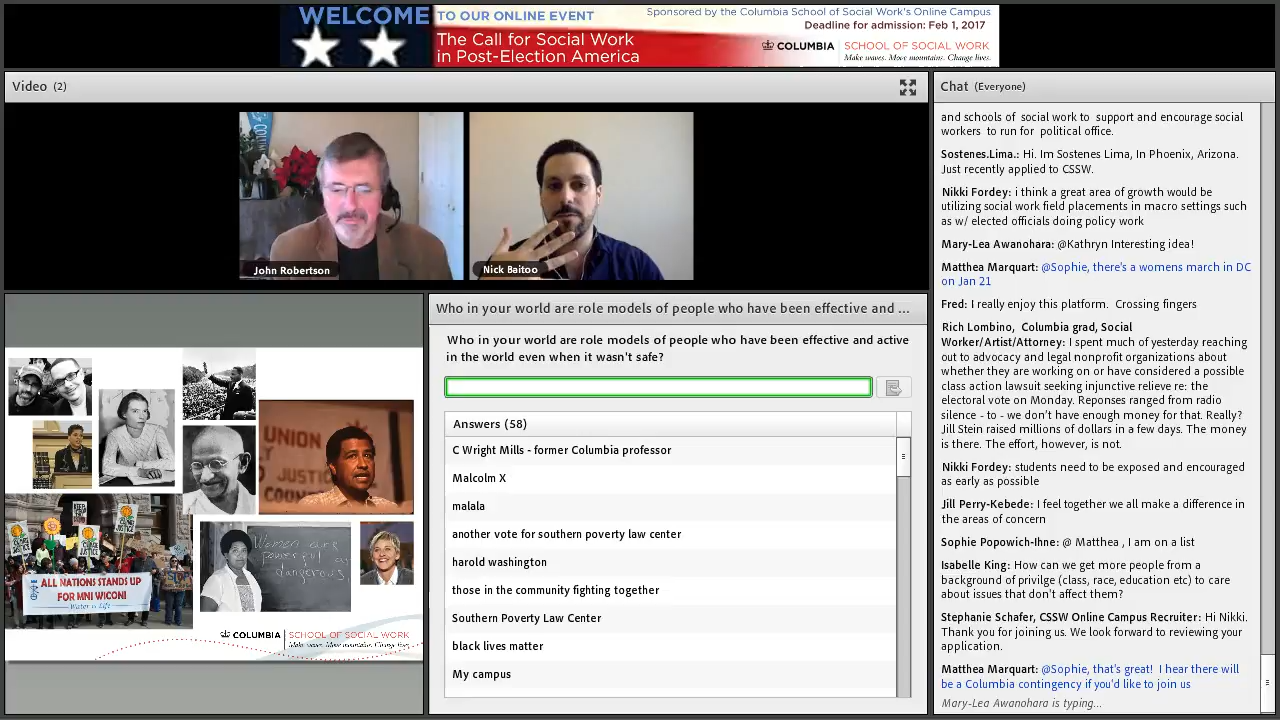 WELCOME TO OUR ONLINE EVENT
The Call for Social Work
in Post-Election America
Sponsored by the Columbia School of Social Work's Online Campus
Deadline for admission: Feb 1, 2017
COLUMBIA SCHOOL OF SOCIAL WORK
Make waves. Move mountains. Change lives.
Video (2)
John Robertson
Nick Baitoo
UNION
JUSTICE
ALL NATIONS STANDS UP
FOR MNI WICONI
Water is Life
Women are
powerful &
dangerous.
COLUMBIA SCHOOL OF SOCIAL WORK
Make waves. Move mountains. Change lives.
Who in your world are role models of people who have been effective and ...
Who in your world are role models of people who have been effective and active
in the world even when it wasn't safe?
Answers (58)
C Wright Mills - former Columbia professor
Malcolm X
malala
another vote for southern poverty law center
harold washington
those in the community fighting together
Southern Poverty Law Center
black lives matter
My campus
Chat (Everyone)
and schools of social work to support and encourage social
workers to run for political office.
Sostenes.Lima.: Hi. Im Sostenes Lima, In Phoenix, Arizona.
Just recently applied to CSSW.
Nikki Fordey: i think a great area of growth would be
utilizing social work field placements in macro settings such
as w/ elected officials doing policy work
Mary-Lea Awanohara: @Kathryn Interesting idea!
Matthea Marquart: @Sophie, there's a womens march in DC
on Jan 21
Fred: I really enjoy this platform. Crossing fingers
Rich Lombino, Columbia grad, Social
Worker/Artist/Attorney: I spent much of yesterday reaching
out to advocacy and legal nonprofit organizations about
whether they are working on or have considered a possible
class action lawsuit seeking injunctive relieve re: the
electoral vote on Monday. Reponses ranged from radio
silence - to - we don't have enough money for that. Really?
Jill Stein raised millions of dollars in a few days. The money
is there. The effort, however, is not.
Nikki Fordey: students need to be exposed and encouraged
as early as possible
Jill Perry-Kebede: I feel together we all make a difference in
the areas of concern
Sophie Popowich-Ihne: @ Matthea , I am on a list
Isabelle King: How can we get more people from a
background of privilge (class, race, education etc) to care
about issues that don't affect them?
Stephanie Schafer, CSSW Online Campus Recruiter: Hi Nikki.
Thank you for joining us. We look forward to reviewing your
application.
Matthea Marquart: @Sophie, that's great! I hear there will
be a Columbia contingency if you'd like to join us
Mary-Lea Awanohara is typing...